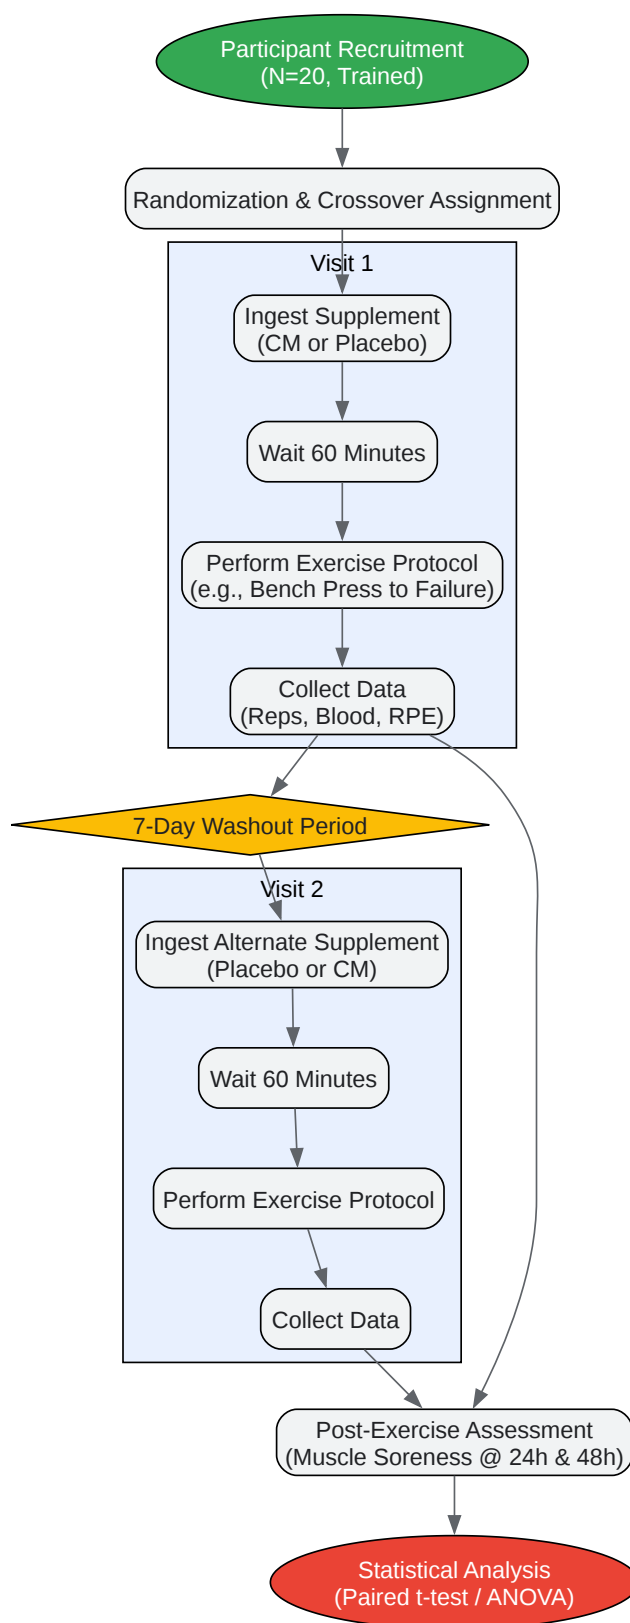 Participant Recruitment
(N=20, Trained)
Randomization & Crossover Assignment
Visit 1
Ingest Supplement
(CM or Placebo)
Wait 60 Minutes
Perform Exercise Protocol
(e.g., Bench Press to Failure)
Collect Data
(Reps, Blood, RPE)
7-Day Washout Period
Visit 2
Ingest Alternate Supplement
(Placebo or CM)
Wait 60 Minutes
Perform Exercise Protocol
Collect Data
Post-Exercise Assessment
(Muscle Soreness @ 24h & 48h)
Statistical Analysis
(Paired t-test / ANOVA)